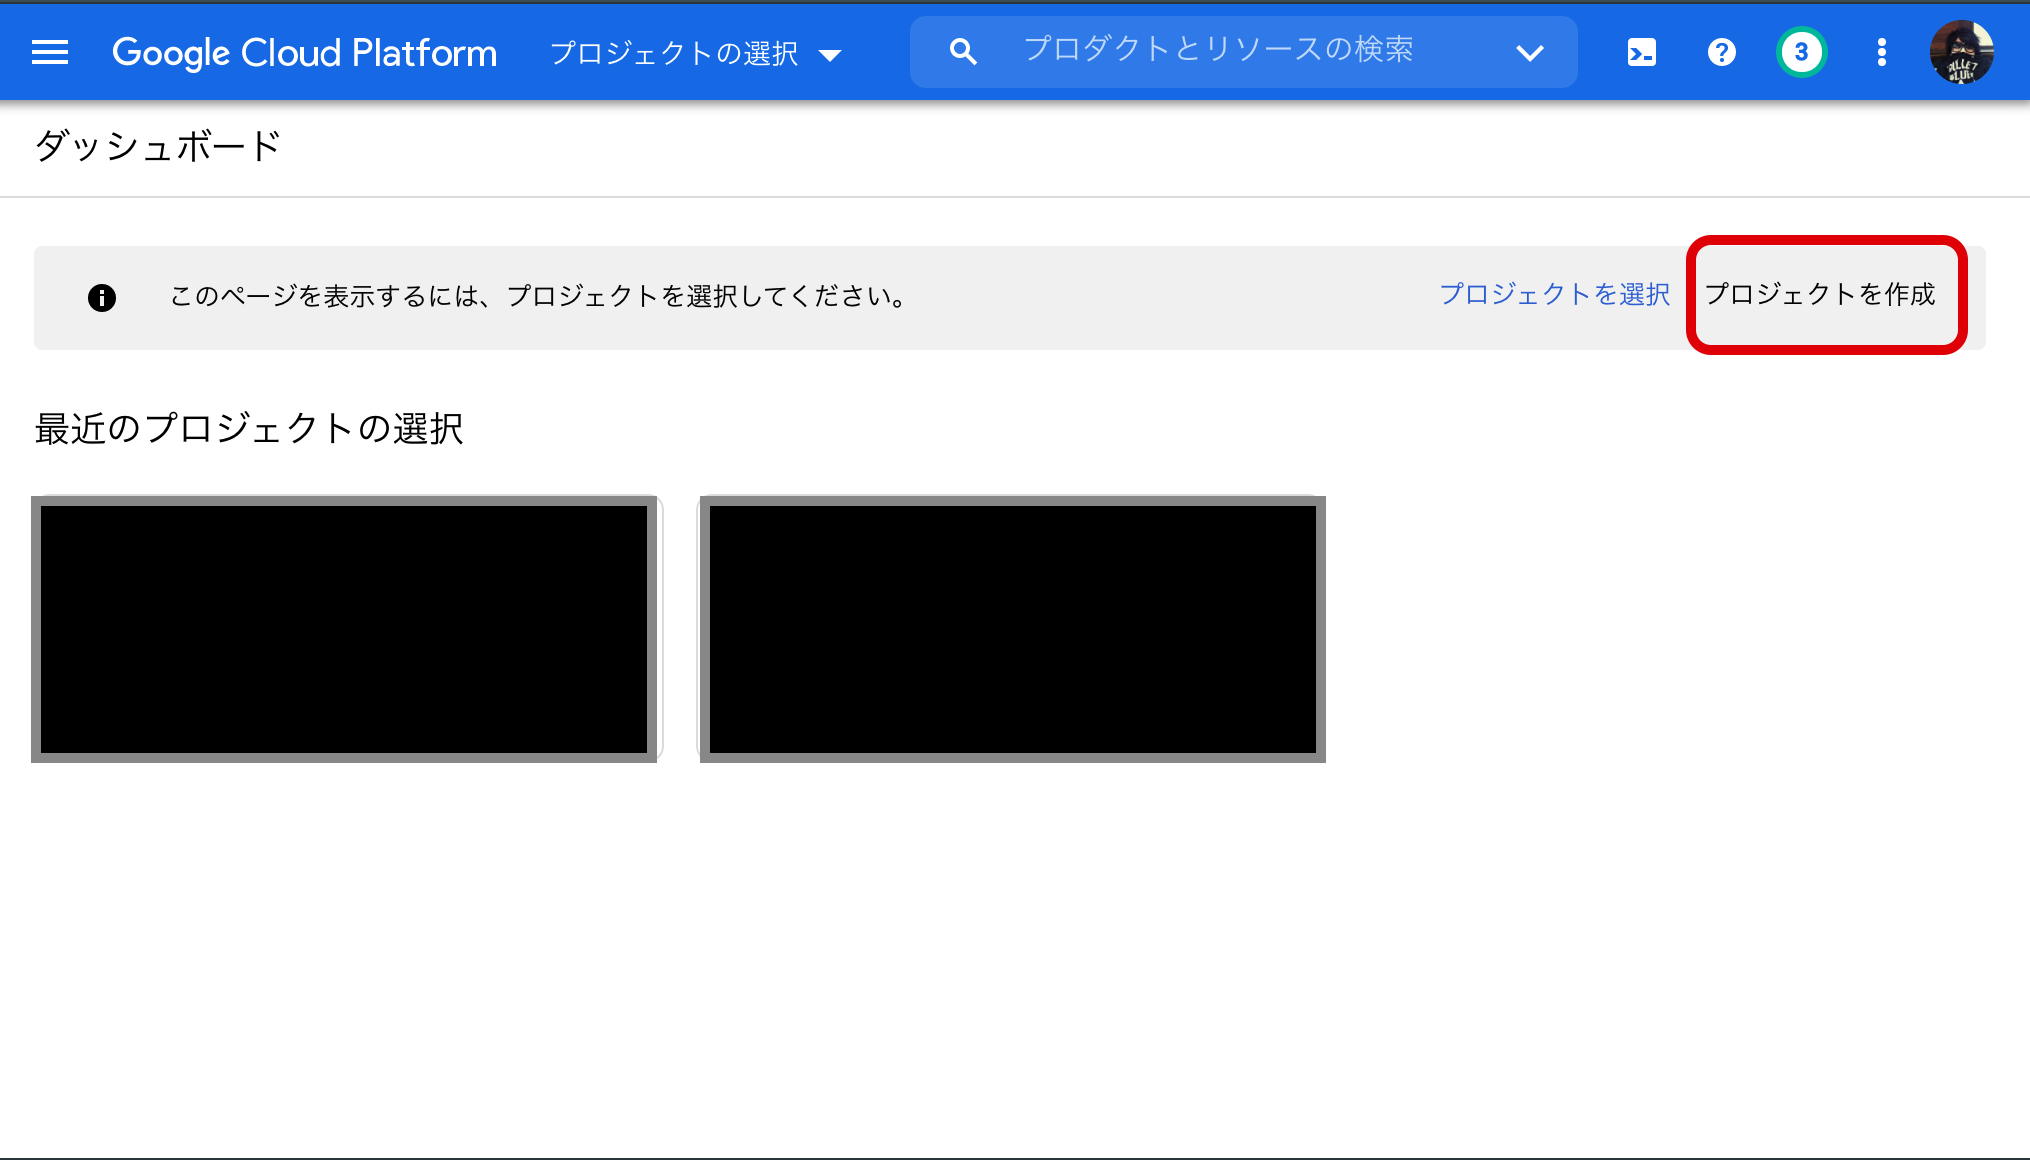 Google Cloud Platform プロジェクトの選択 プロダクトとリソースの検索 3
ダッシュボード
このページを表示するには、プロジェクトを選択してください。 プロジェクトを選択 プロジェクトを作成
最近のプロジェクトの選択